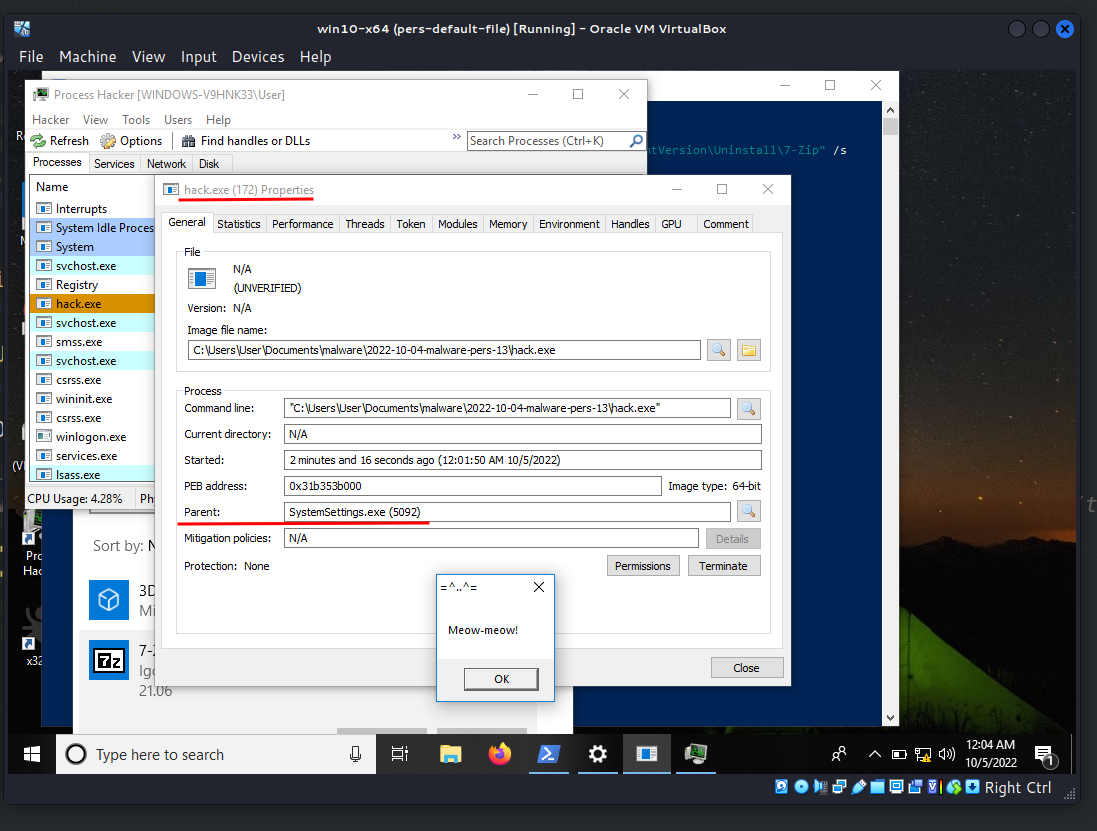 win10-x64 (pers-default-file) [Running] - Oracle VM VirtualBox
File Machine View Input Devices Help
Process Hacker [WINDOWS-V9HNK33\User]
Hacker View Tools Users Help
Refresh Options Find handles or DLLs » Search Processes (Ctrl+K)
ntVersion\Uninstall\7-Zip" /s
Processes Services Network Disk
Name
Interrupts
System Idle Proces
System
svchost.exe
Registry
hack.exe
svchost.exe
smss.exe
svchost.exe
csrss.exe
wininit.exe
csrss.exe
winlogon.exe
services.exe
lsass.exe
CPU Usage: 4.28% Ph
hack.exe (172) Properties
General Statistics Performance Threads Token Modules Memory Environment Handles GPU Comment
File
N/A
(UNVERIFIED)
Version: N/A
Image file name:
C:\Users\User\Documents\malware\2022-10-04-malware-pers-13\hack.exe
Process
Command line: "C:\Users\User\Documents\malware\2022-10-04-malware-pers-13\hack.exe"
Current directory: N/A
Started: 2 minutes and 16 seconds ago (12:01:50 AM 10/5/2022)
PEB address: 0x31b353b000 Image type: 64-bit
Parent: SystemSettings.exe (5092)
Mitigation policies: N/A Details
Protection: None Permissions Terminate
Close
=^..^=
Meow-meow!
OK
Sort by: N
3D
Mi
7-Z
Igo
21.06
Pro
Hac
x32
Type here to search
12:04 AM
10/5/2022
1
Right Ctrl